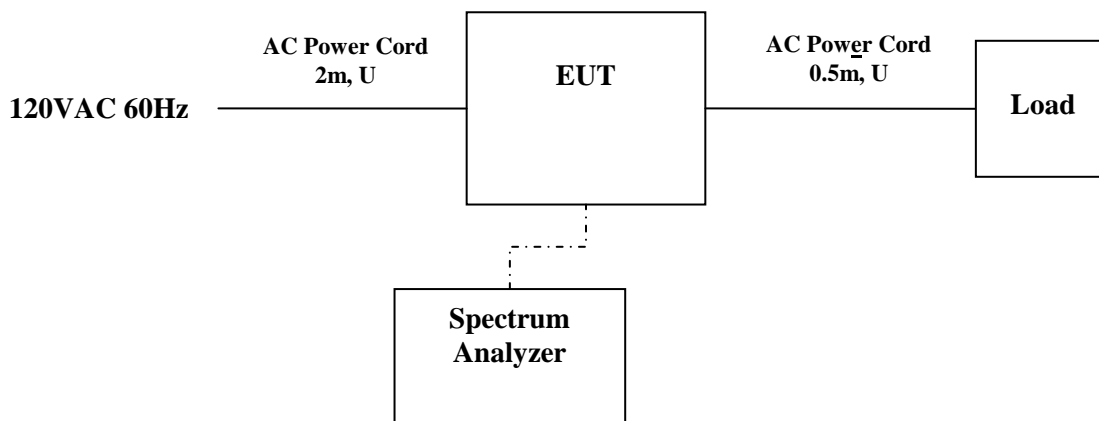 AC Power Cord
2m, U
120VAC 60Hz
EUT
AC Power Cord
0.5m, U
Load
Spectrum
Analyzer